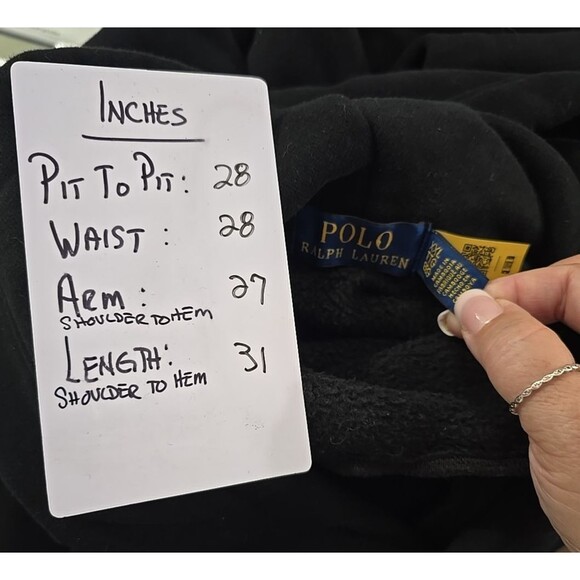 INCHES
PIT TO PIT: 28
WAIST: 28
ARM: 27
SHOULDER TO HEM
LENGTH: 31
SHOULDER TO HEM
POLO
RALPH LAUREN
XXL